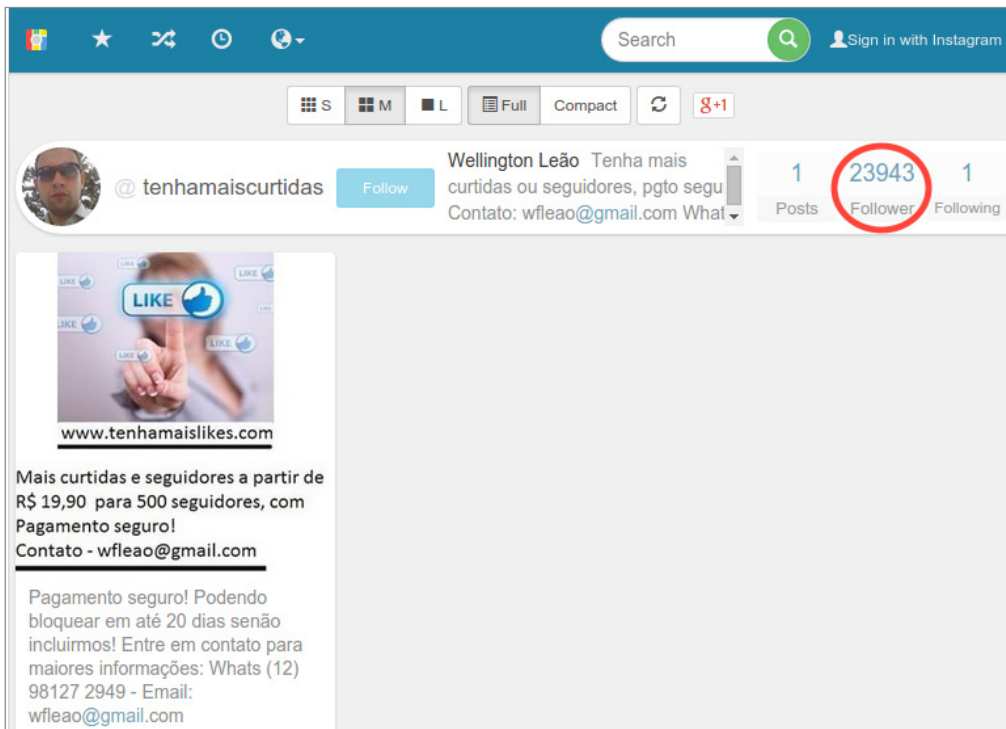 Search
Sign in with Instagram
S M L Full Compact g+1
@ tenhamaiscurtidas
Follow
Wellington Leão Tenha mais
curtidas ou seguidores, pgto segu
Contato: wfleao@gmail.com What
1 23943 1
Posts Follower Following
LIKE
LIKE
LIKE
LIKE
LIKE
LIKE
LIKE
LIKE
www.tenhamaislikes.com
Mais curtidas e seguidores a partir de
R$ 19,90 para 500 seguidores, com
Pagamento seguro!
Contato - wfleao@gmail.com
Pagamento seguro! Podendo
bloquear em até 20 dias senão
incluirmos! Entre em contato para
maiores informações: Whats (12)
98127 2949 - Email:
wfleao@gmail.com